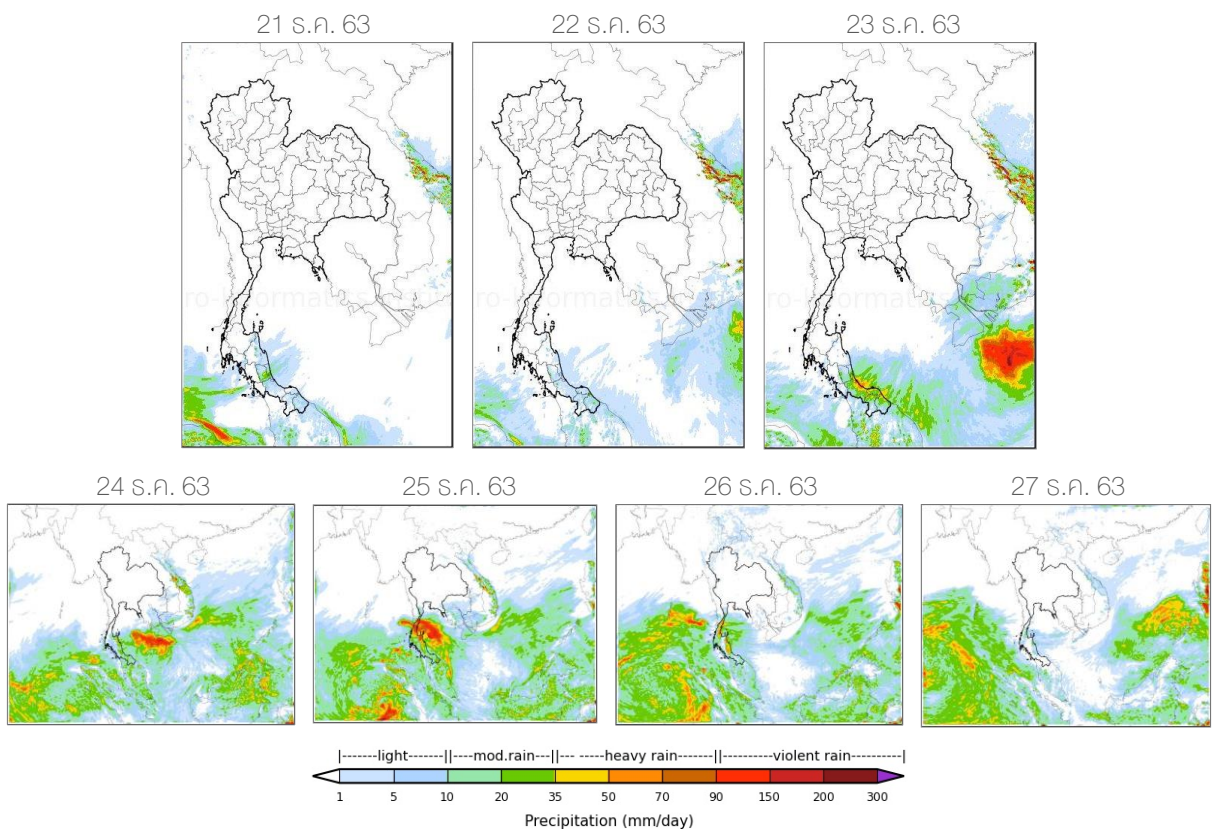 21 ธ.ค. 63
22 ธ.ค. 63
23 ธ.ค. 63
24 ธ.ค. 63
25 ธ.ค. 63
26 ธ.ค. 63
27 ธ.ค. 63
|-------light-------||----mod.rain---||--- ----heavy rain------||-------violent rain--------|
1 5 10 20 35 50 70 90 150 200 300
Precipitation (mm/day)